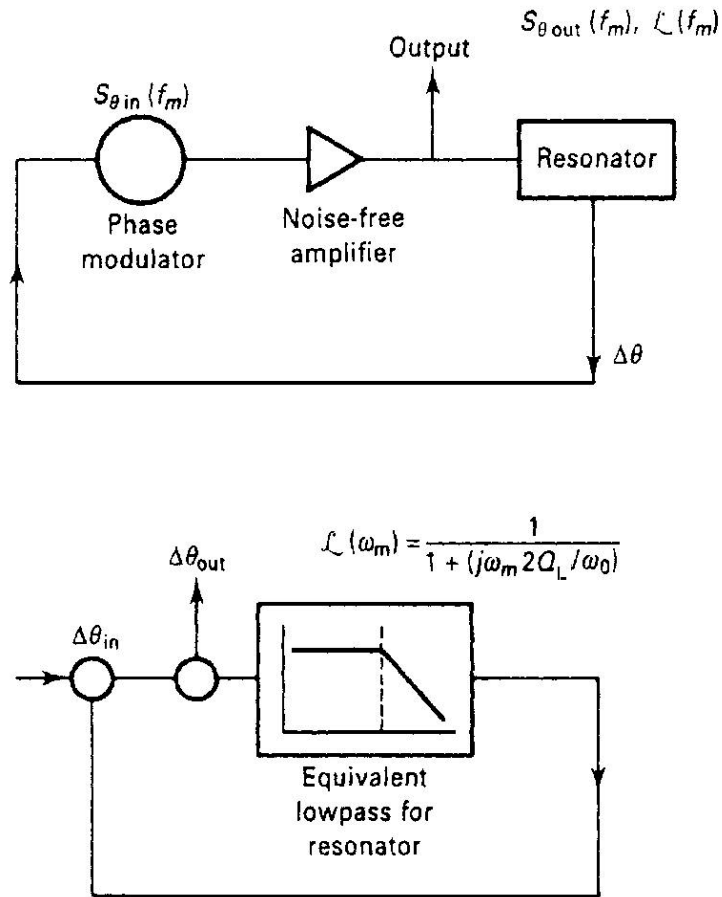 S_θ out (f_m), ℒ(f_m)
Output
S_θ in (f_m)
Resonator
Phase
modulator
Noise-free
amplifier
Δθ
ℒ(ω_m) = 1 / (1 + (jω_m 2Q_L/ω_0))
Δθ_out
Δθ_in
Equivalent
lowpass for
resonator